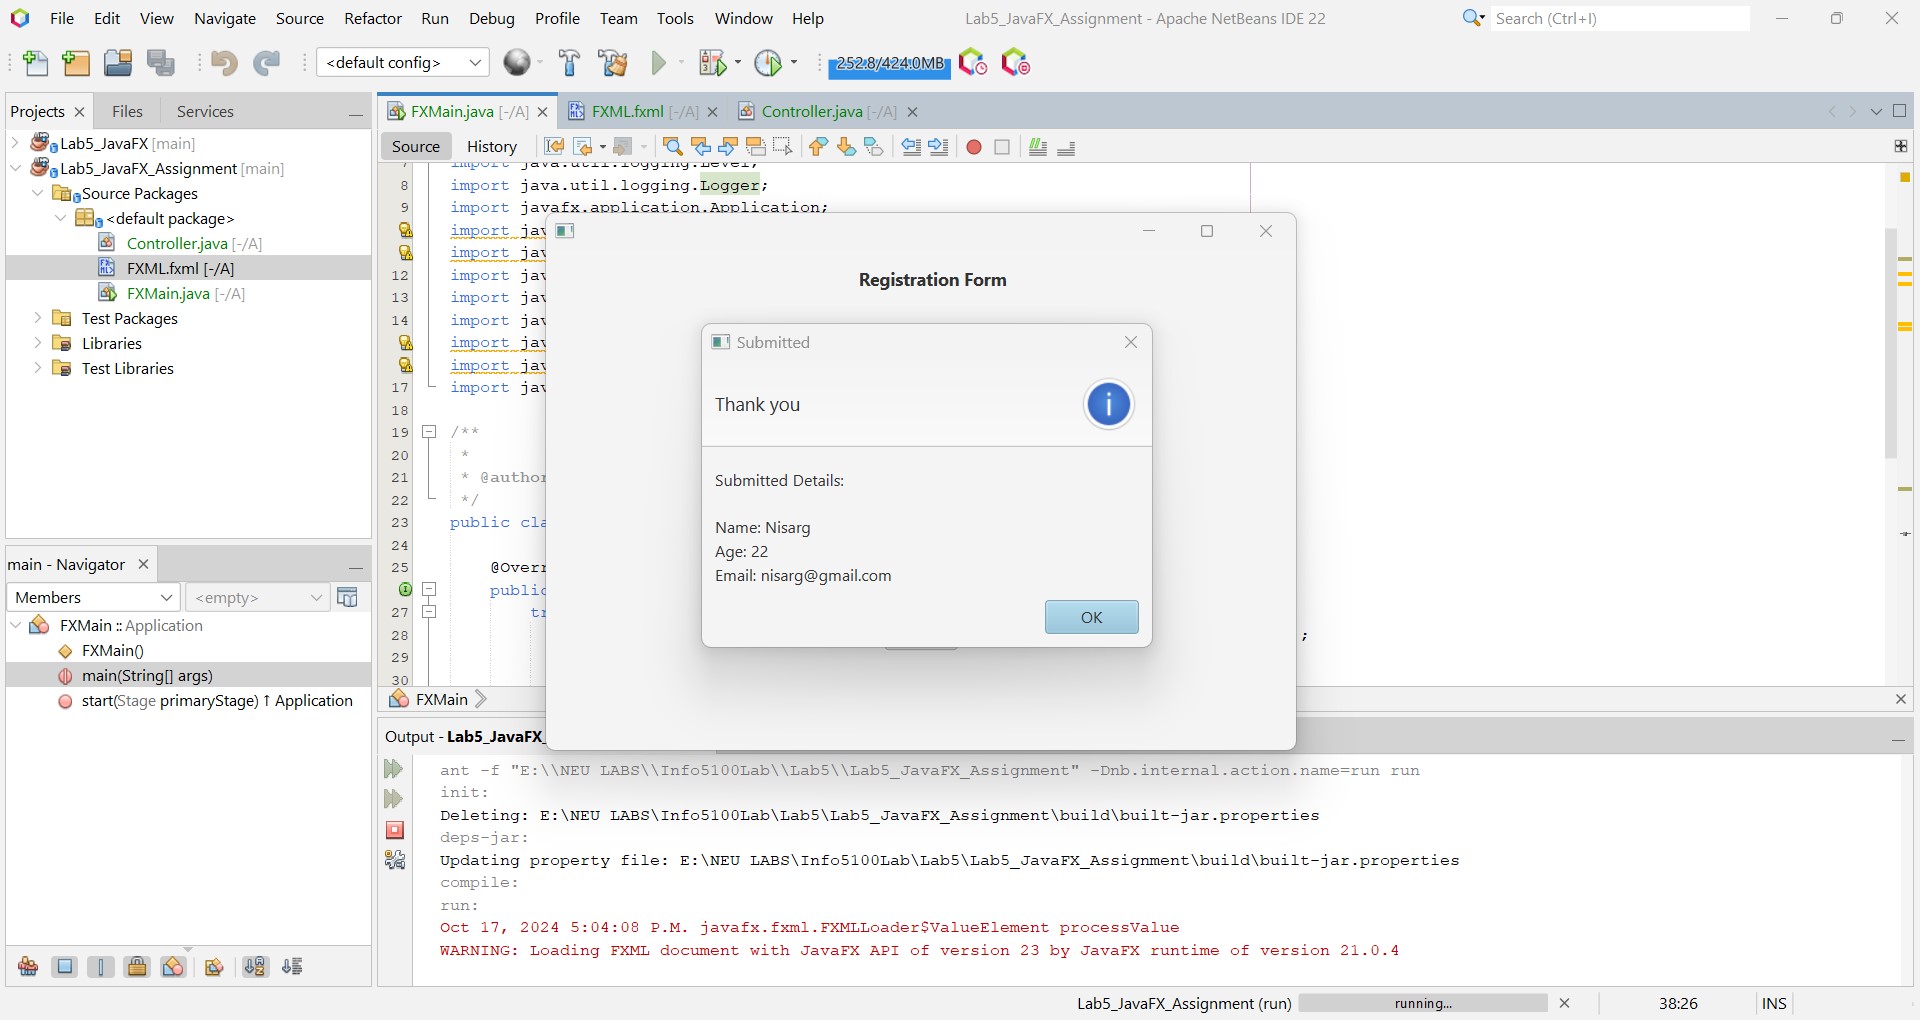 File Edit View Navigate Source Refactor Run Debug Profile Team Tools Window Help
Lab5_JavaFX_Assignment - Apache NetBeans IDE 22
Search (Ctrl+I)
<default config>
252.8/424.0MB
Projects
Files
Services
FXMain.java [-/A]
FXML.fxml [-/A]
Controller.java [-/A]
Source
History
Lab5_JavaFX [main]
Lab5_JavaFX_Assignment [main]
Source Packages
<default package>
Controller.java [-/A]
FXML.fxml [-/A]
FXMain.java [-/A]
Test Packages
Libraries
Test Libraries
7 import java.util.logging.Level;
8 import java.util.logging.Logger;
9 import javafx.application.Application;
import jav
import jav
12 import jav
13 import jav
14 import jav
import jav
import jav
17 import jav
18
19 /**
20 *
21 * @author
22 */
23 public cla
24
25 @Overr
public
27 tr
28 ;
29
30
FXMain
Registration Form
Submitted
Thank you
Submitted Details:
Name: Nisarg
Age: 22
Email: nisarg@gmail.com
OK
main - Navigator
Members
<empty>
FXMain :: Application
FXMain()
main(String[] args)
start(Stage primaryStage) ↑ Application
Output - Lab5_JavaFX_
ant -f "E:\\NEU LABS\\Info5100Lab\\Lab5\\Lab5_JavaFX_Assignment" -Dnb.internal.action.name=run run
init:
Deleting: E:\NEU LABS\Info5100Lab\Lab5\Lab5_JavaFX_Assignment\build\built-jar.properties
deps-jar:
Updating property file: E:\NEU LABS\Info5100Lab\Lab5\Lab5_JavaFX_Assignment\build\built-jar.properties
compile:
run:
Oct 17, 2024 5:04:08 P.M. javafx.fxml.FXMLLoader$ValueElement processValue
WARNING: Loading FXML document with JavaFX API of version 23 by JavaFX runtime of version 21.0.4
Lab5_JavaFX_Assignment (run)
running...
38:26
INS